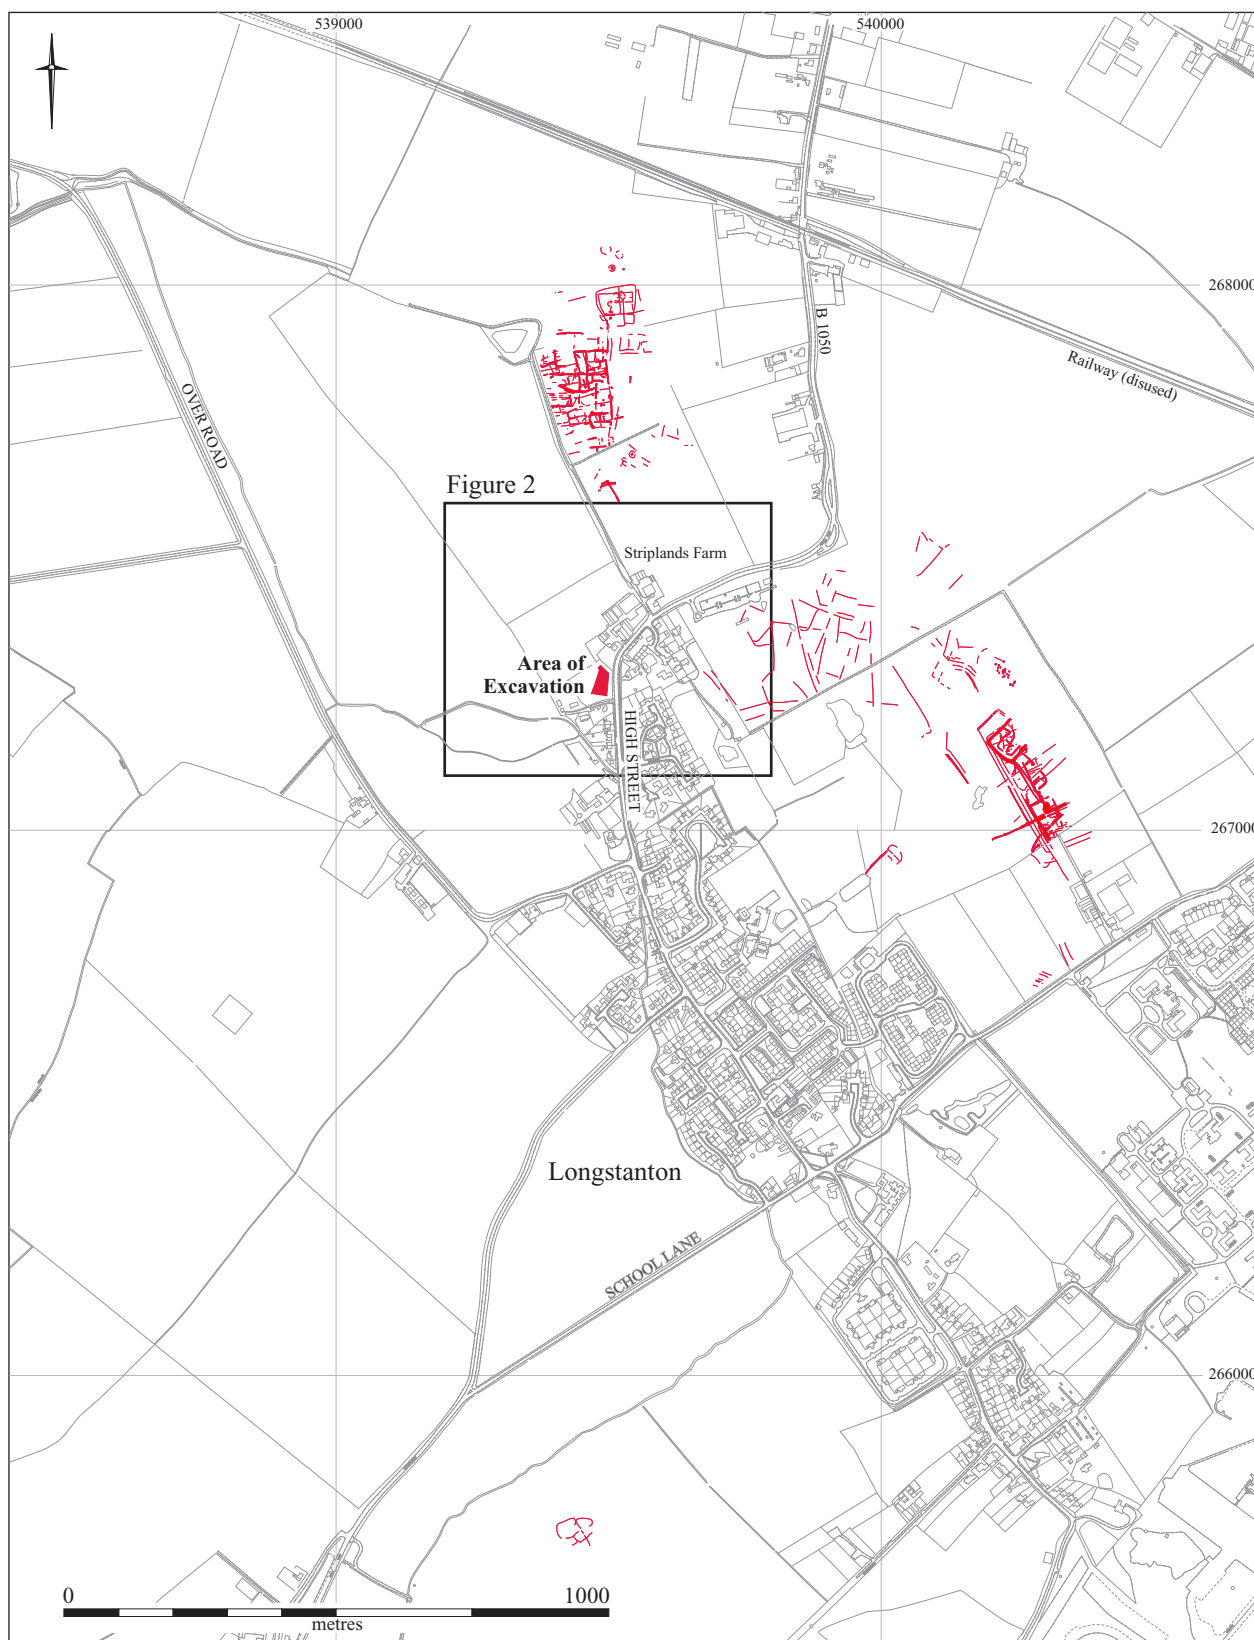 539000
540000
268000
B 1050
Railway (disused)
OVER ROAD
Figure 2
Striplands Farm
Area of
Excavation
HIGH STREET
267000
Longstanton
SCHOOL LANE
266000
0
1000
metres